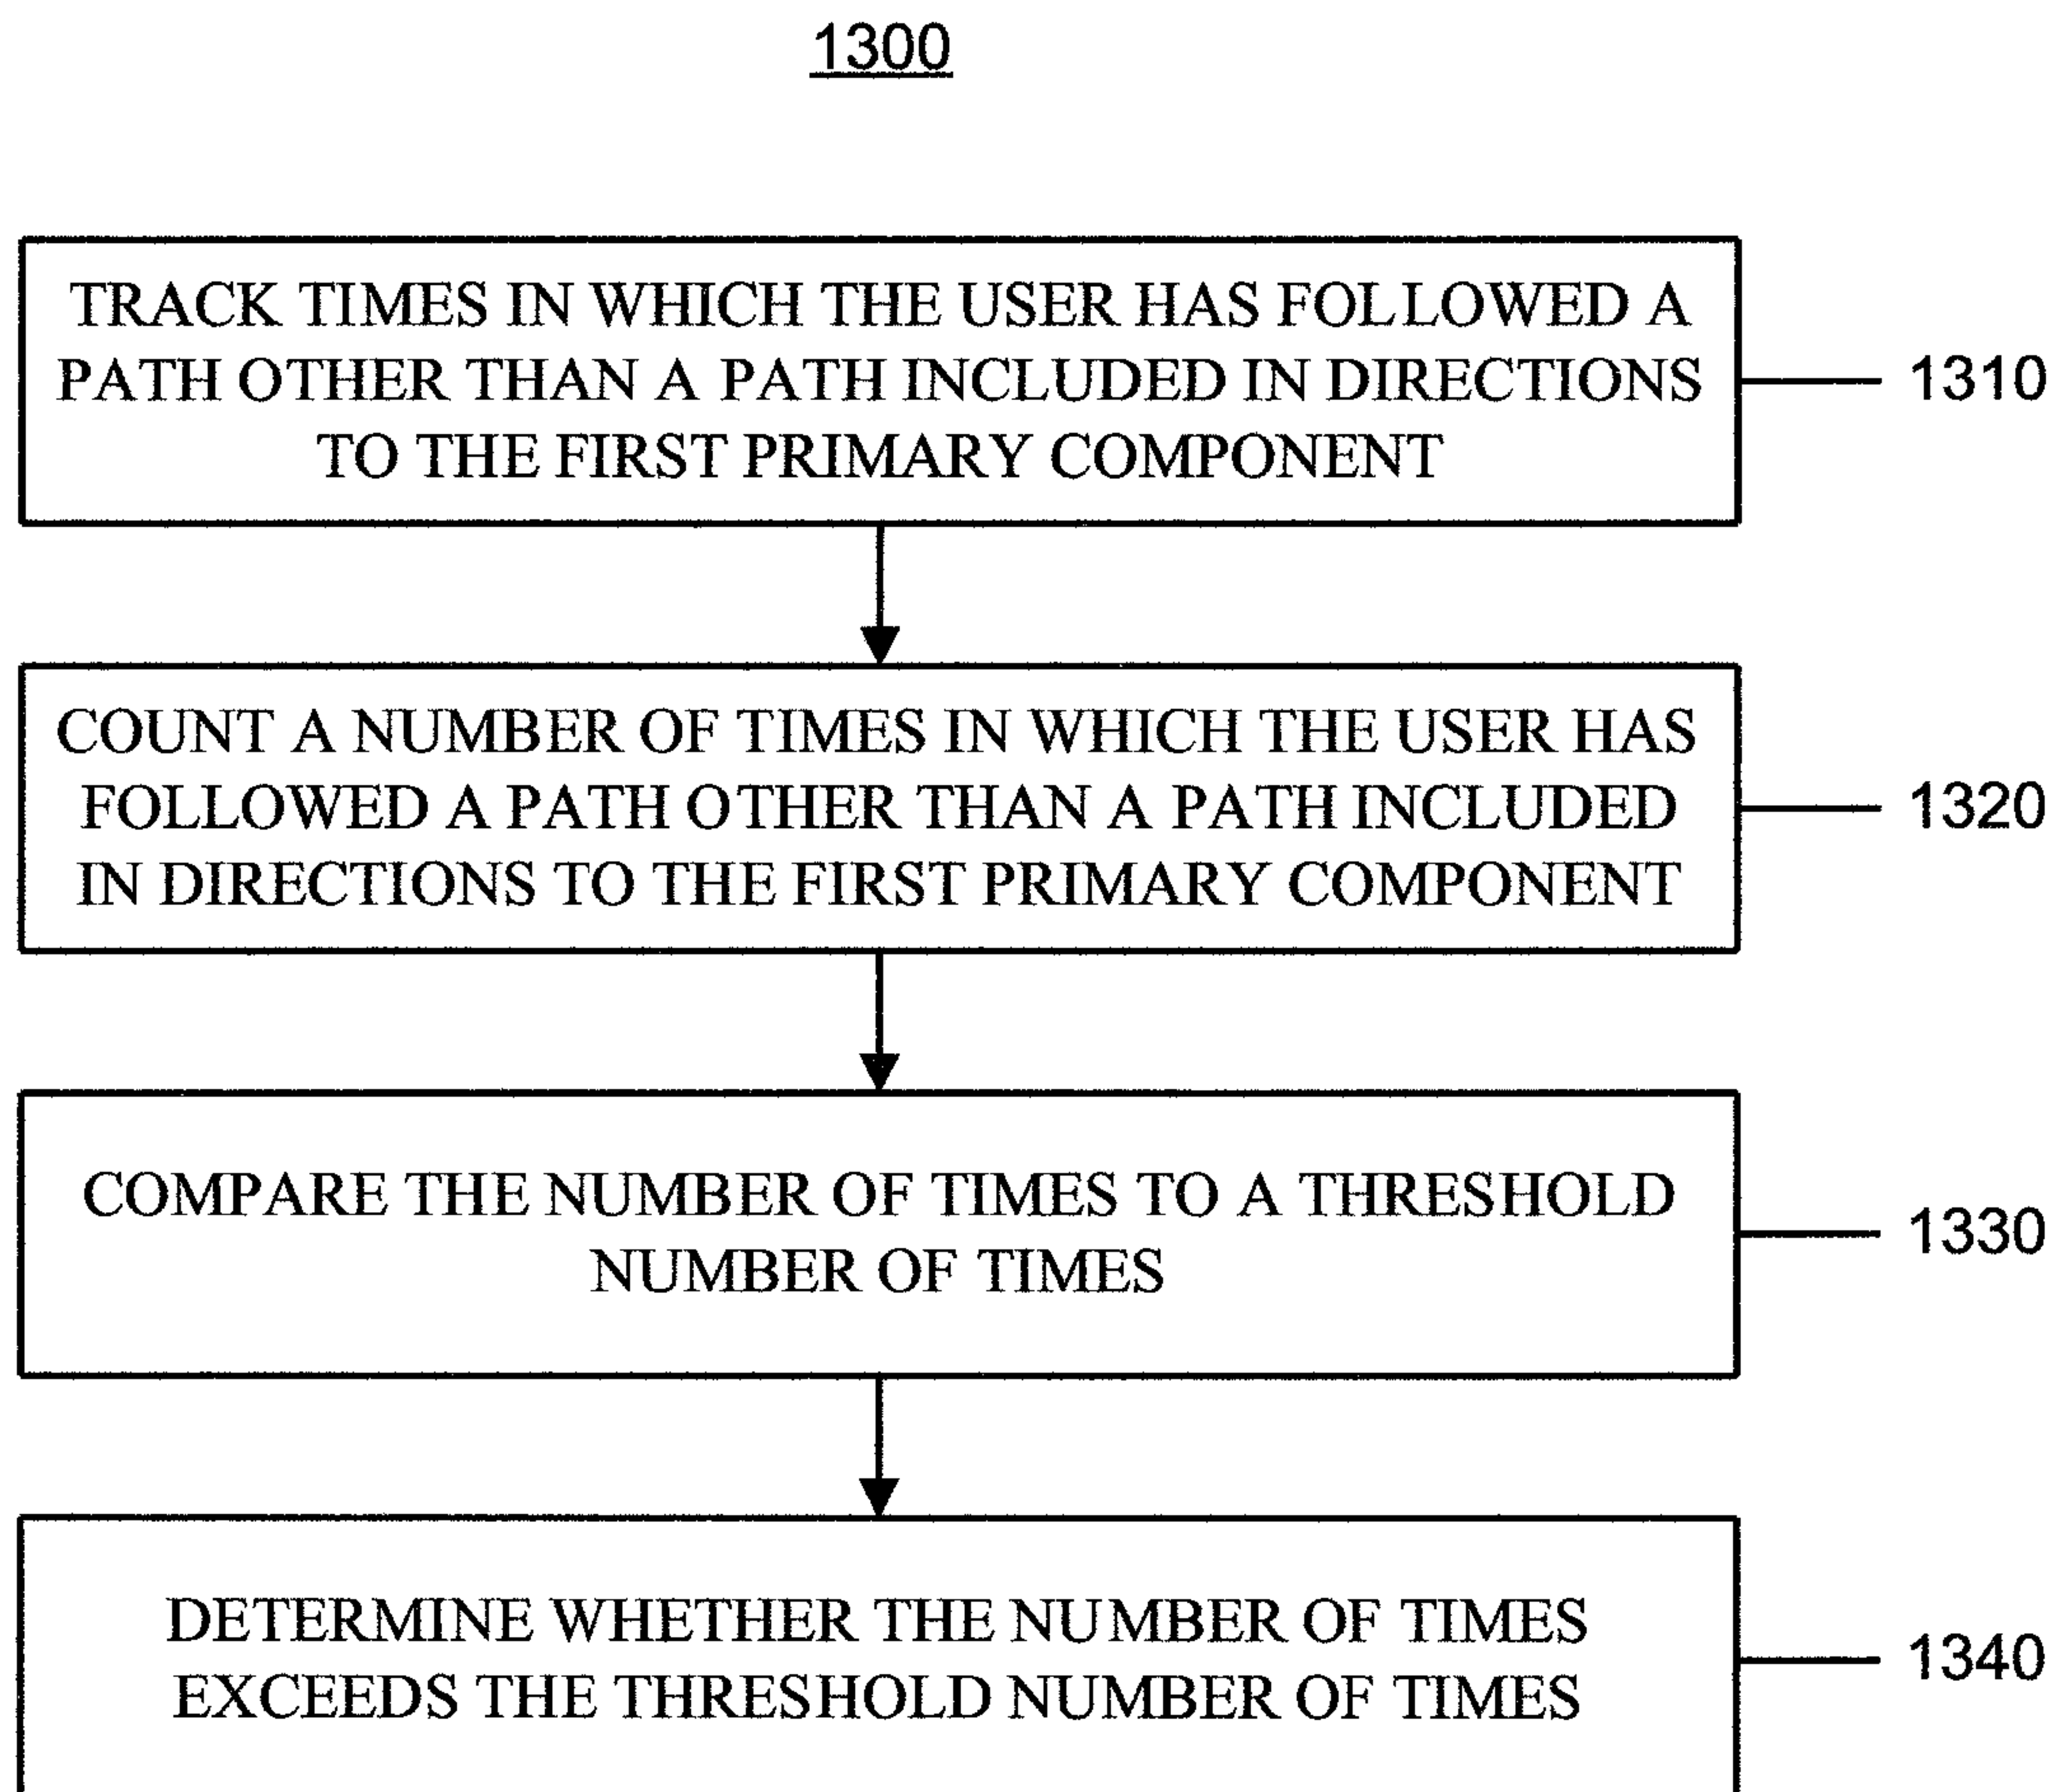 1300
TRACK TIMES IN WHICH THE USER HAS FOLLOWED A
PATH OTHER THAN A PATH INCLUDED IN DIRECTIONS
TO THE FIRST PRIMARY COMPONENT
1310
COUNT A NUMBER OF TIMES IN WHICH THE USER HAS
FOLLOWED A PATH OTHER THAN A PATH INCLUDED
IN DIRECTIONS TO THE FIRST PRIMARY COMPONENT
1320
COMPARE THE NUMBER OF TIMES TO A THRESHOLD
NUMBER OF TIMES
1330
DETERMINE WHETHER THE NUMBER OF TIMES
EXCEEDS THE THRESHOLD NUMBER OF TIMES
1340